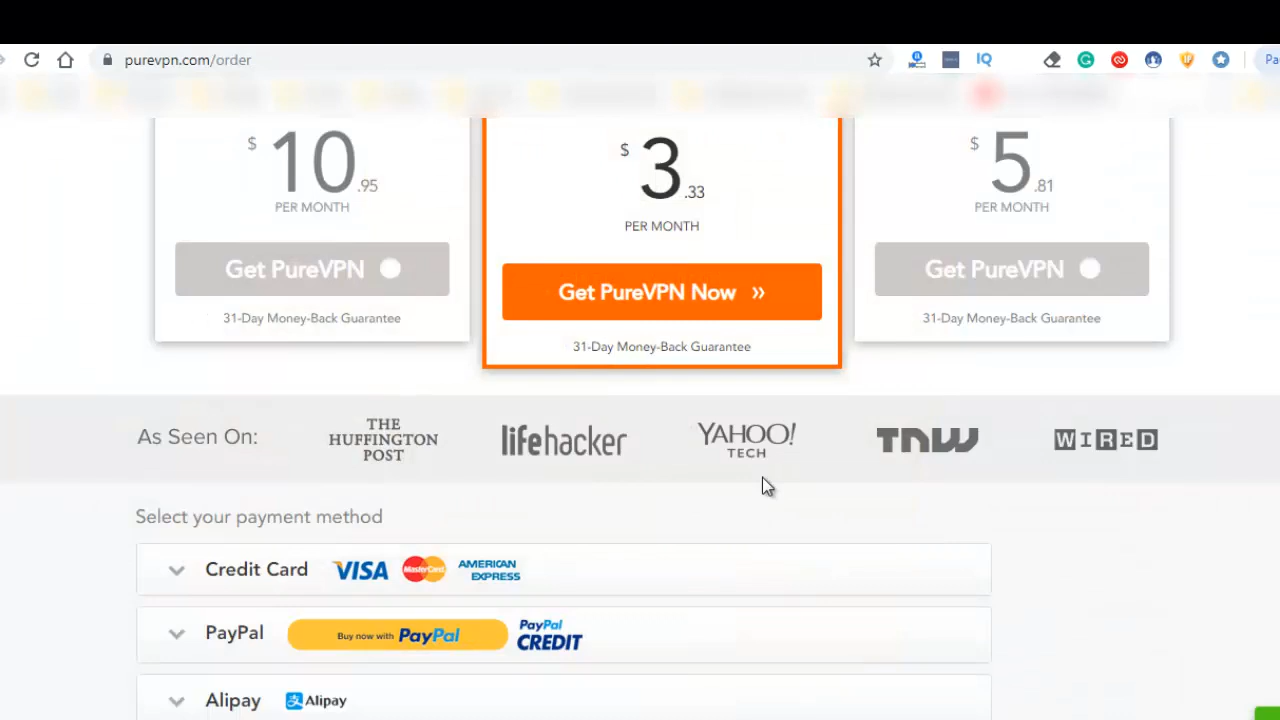 purevpn.com/order
IQ
Pa
$ 10 .95
PER MONTH
Get PureVPN
31-Day Money-Back Guarantee
$ 3 .33
PER MONTH
Get PureVPN Now »
31-Day Money-Back Guarantee
$ 5 .81
PER MONTH
Get PureVPN
31-Day Money-Back Guarantee
As Seen On:
THE
HUFFINGTON
POST
lifehacker
YAHOO!
TECH
TNW
WIRED
Select your payment method
Credit Card VISA MasterCard AMERICAN
EXPRESS
PayPal Buy now with PayPal PayPal
CREDIT
Alipay 支 Alipay